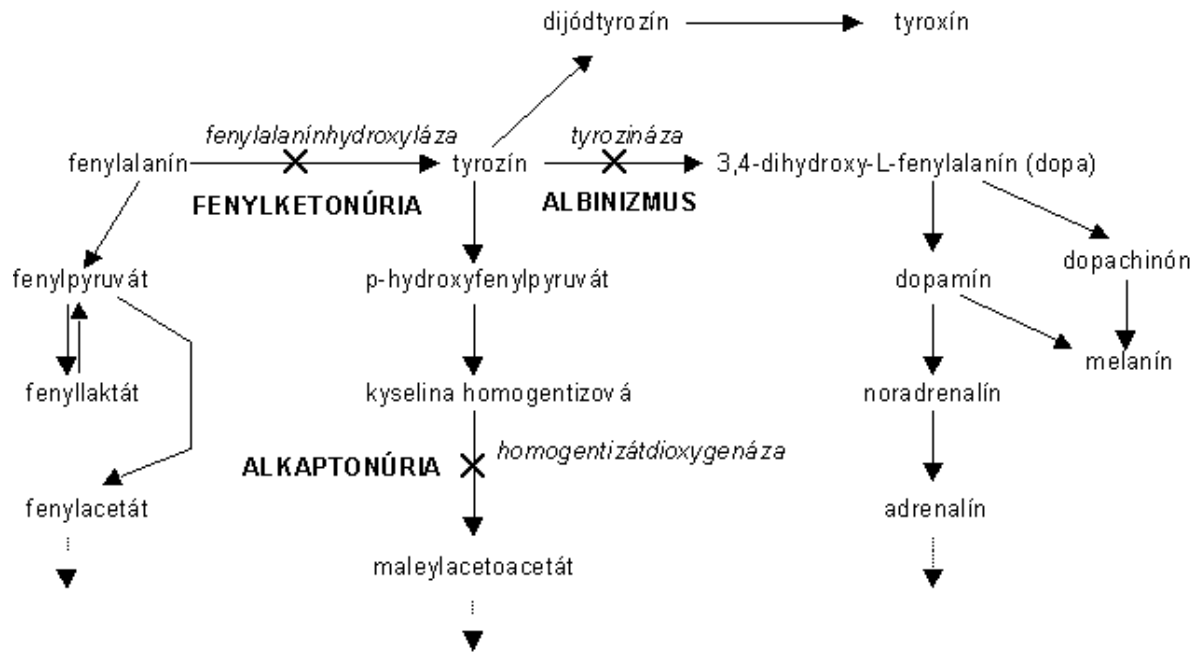 dijódtyrozín
tyroxín
fenylalanínhydroxyláza
tyrozináza
fenylalanín
tyrozín
3,4-dihydroxy-L-fenylalanín (dopa)
FENYLKETONÚRIA
ALBINIZMUS
fenylpyruvát
p-hydroxyfenylpyruvát
dopamín
dopachinón
melanín
fenyllaktát
kyselina homogentizová
noradrenalín
homogentizátdioxygenáza
ALKAPTONÚRIA
fenylacetát
adrenalín
maleylacetoacetát